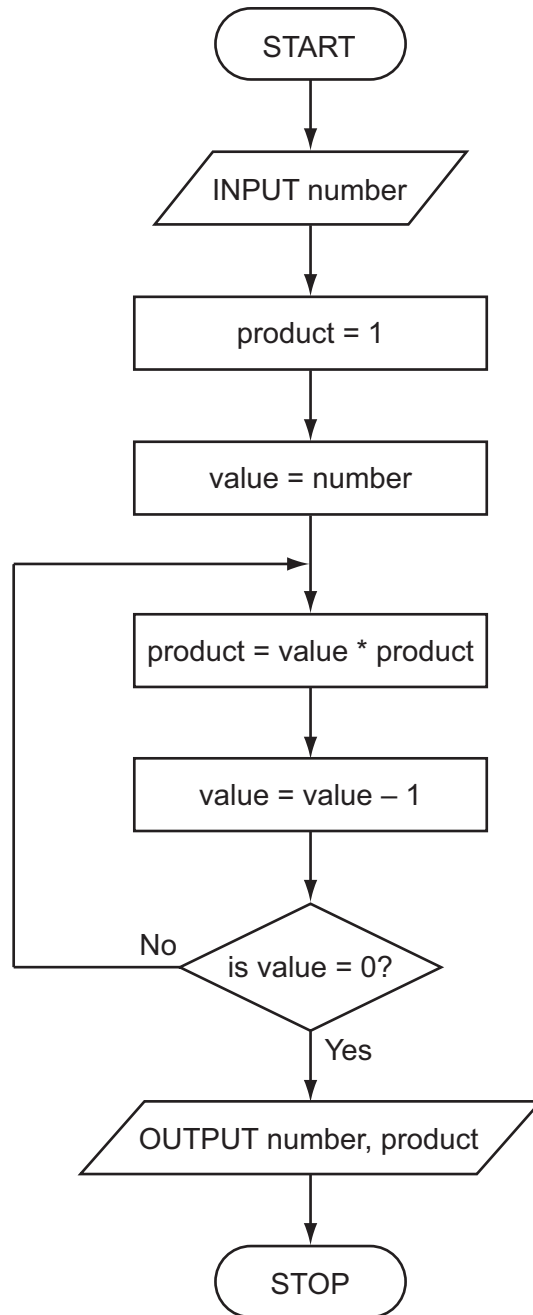 START
INPUT number
product = 1
value = number
product = value * product
value = value – 1
is value = 0?
No
Yes
OUTPUT number, product
STOP